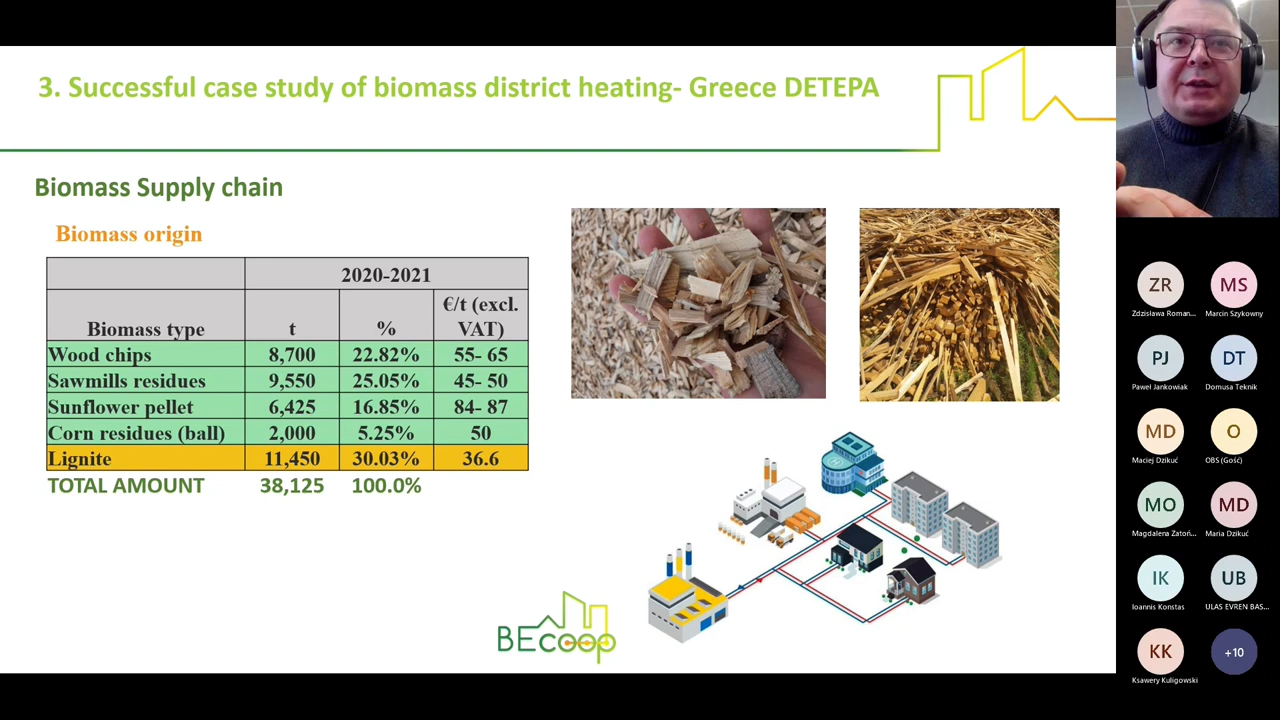 3. Successful case study of biomass district heating- Greece DETEPA
Biomass Supply chain
Biomass origin
2020-2021
Biomass type t % €/t (excl. VAT)
Wood chips 8,700 22.82% 55- 65
Sawmills residues 9,550 25.05% 45- 50
Sunflower pellet 6,425 16.85% 84- 87
Corn residues (ball) 2,000 5.25% 50
Lignite 11,450 30.03% 36.6
TOTAL AMOUNT 38,125 100.0%
BECoop
ZR MS
Zdzisława Roman... Marcin Szykowny
PJ DT
Paweł Jankowiak Domusa Teknik
MD O
Maciej Dzikuć OBS (Gość)
MO MD
Magdalena Zatoń... Maria Dzikuć
IK UB
Ioannis Konstas ULAS EVREN BAS...
KK +10
Ksawery Kuligowski